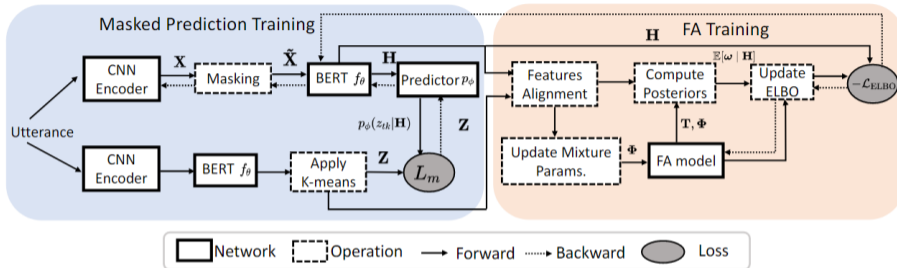 Masked Prediction Training
FA Training
Utterance
CNN
Encoder
X
Masking
X̃
BERT f_θ
H
Predictor p_ϕ
p_ϕ(z_tk|H)
Z
CNN
Encoder
BERT f_θ
Apply
K-means
Z
L_m
H
Features
Alignment
Compute
Posteriors
𝔼[ω | H]
Update
ELBO
−ℒ_ELBO
Update Mixture
Params.
Φ
FA model
T, Φ
Network
Operation
Forward
Backward
Loss